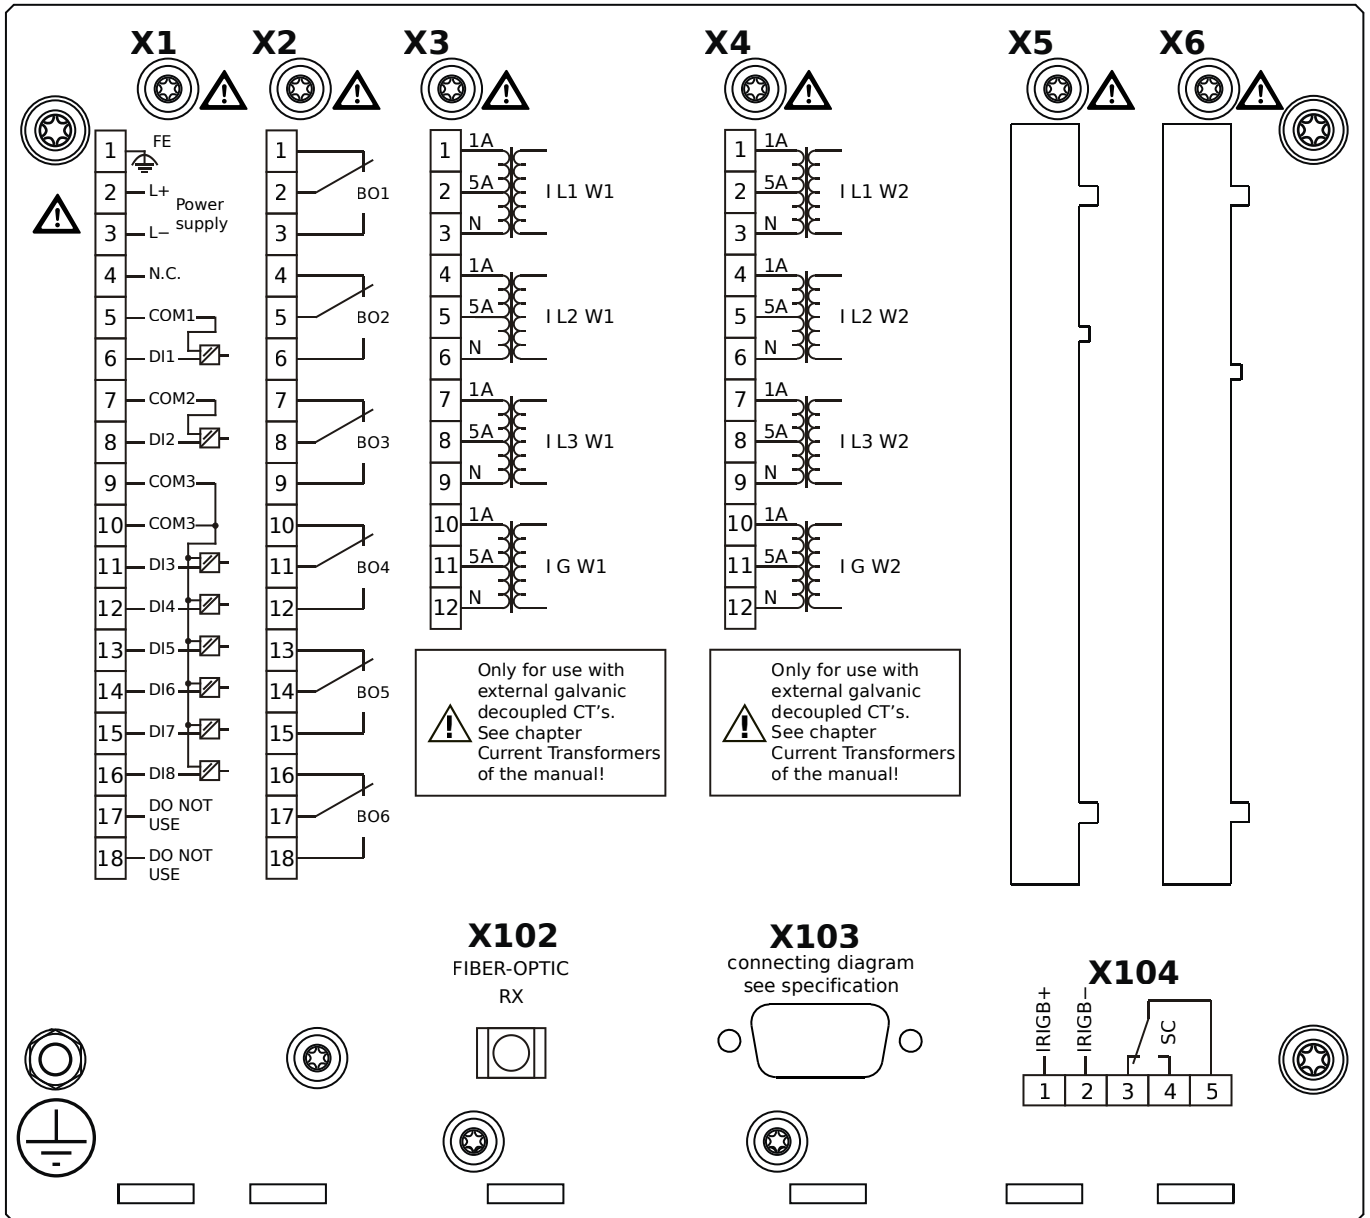 X1
X2
X3
X4
X5
X6
1 FE
2 L+
Power
supply
3 L−
4 N.C.
5 COM1
6 DI1
7 COM2
8 DI2
9 COM3
10 COM3
11 DI3
12 DI4
13 DI5
14 DI6
15 DI7
16 DI8
17 DO NOT
USE
18 DO NOT
USE
1
2 BO1
3
4
5 BO2
6
7
8 BO3
9
10
11 BO4
12
13
14 BO5
15
16
17 BO6
18
1 1A
2 5A I L1 W1
3 N
4 1A
5 5A I L2 W1
6 N
7 1A
8 5A I L3 W1
9 N
10 1A
11 5A I G W1
12 N
Only for use with
external galvanic
decoupled CT's.
See chapter
Current Transformers
of the manual!
1 1A
2 5A I L1 W2
3 N
4 1A
5 5A I L2 W2
6 N
7 1A
8 5A I L3 W2
9 N
10 1A
11 5A I G W2
12 N
Only for use with
external galvanic
decoupled CT's.
See chapter
Current Transformers
of the manual!
X102
FIBER-OPTIC
RX
X103
connecting diagram
see specification
X104
IRIGB+
IRIGB−
SC
1 2 3 4 5